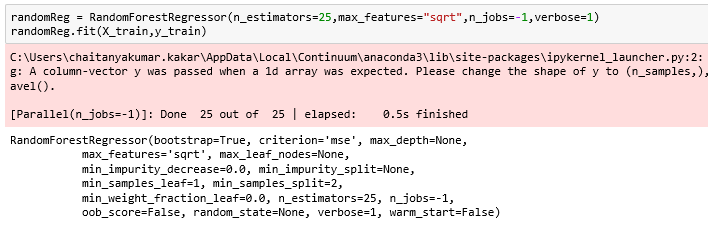 randomReg = RandomForestRegressor(n_estimators=25,max_features="sqrt",n_jobs=-1,verbose=1)
randomReg.fit(X_train,y_train)
C:\Users\chaitanyakumar.kakar\AppData\Local\Continuum\anaconda3\lib\site-packages\ipykernel_launcher.py:2:
g: A column-vector y was passed when a 1d array was expected. Please change the shape of y to (n_samples,),
avel().
[Parallel(n_jobs=-1)]: Done  25 out of  25 | elapsed:    0.5s finished
RandomForestRegressor(bootstrap=True, criterion='mse', max_depth=None,
           max_features='sqrt', max_leaf_nodes=None,
           min_impurity_decrease=0.0, min_impurity_split=None,
           min_samples_leaf=1, min_samples_split=2,
           min_weight_fraction_leaf=0.0, n_estimators=25, n_jobs=-1,
           oob_score=False, random_state=None, verbose=1, warm_start=False)